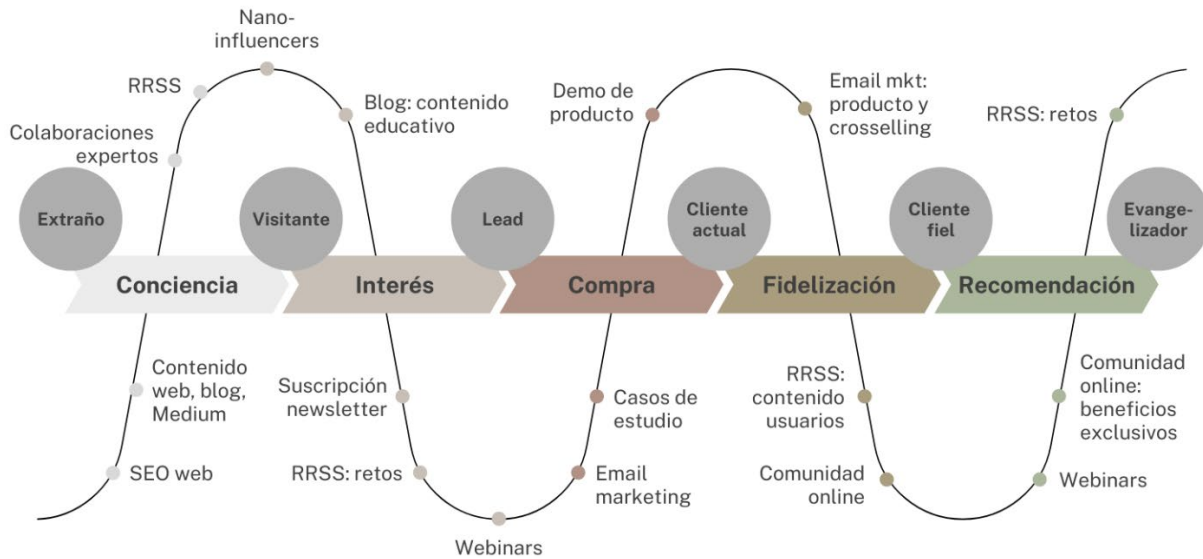 Nano-
influencers
RRSS
Colaboraciones
expertos
Blog: contenido
educativo
Demo de
producto
Email mkt:
producto y
crosselling
RRSS: retos
Extraño
Visitante
Lead
Cliente
actual
Cliente
fiel
Evange-
lizador
Conciencia
Interés
Compra
Fidelización
Recomendación
Contenido
web, blog,
Medium
SEO web
Suscripción
newsletter
RRSS: retos
Webinars
Casos de
estudio
Email
marketing
RRSS:
contenido
usuarios
Comunidad
online
Comunidad
online:
beneficios
exclusivos
Webinars